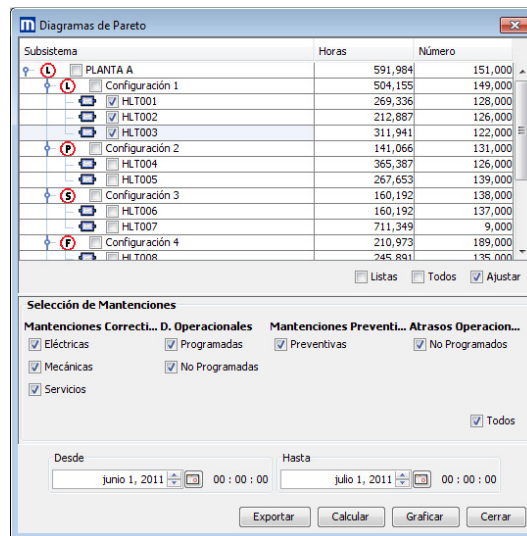 Diagramas de Pareto
Subsistema Horas Número
L PLANTA A 591,984 151,000
L Configuración 1 504,155 149,000
HLT001 269,336 128,000
HLT002 212,887 126,000
HLT003 311,941 122,000
P Configuración 2 141,066 131,000
HLT004 365,387 126,000
HLT005 267,653 139,000
S Configuración 3 160,192 138,000
HLT006 160,192 137,000
HLT007 711,349 9,000
F Configuración 4 210,973 189,000
HLT008 245,891 135,000
Listas Todos Ajustar
Selección de Mantenciones
Mantenciones Correcti... D. Operacionales Mantenciones Preventi... Atrasos Operacion...
Eléctricas Programadas Preventivas No Programados
Mecánicas No Programadas
Servicios
Todos
Desde Hasta
junio 1, 2011 00 : 00 : 00 julio 1, 2011 00 : 00 : 00
Exportar Calcular Graficar Cerrar